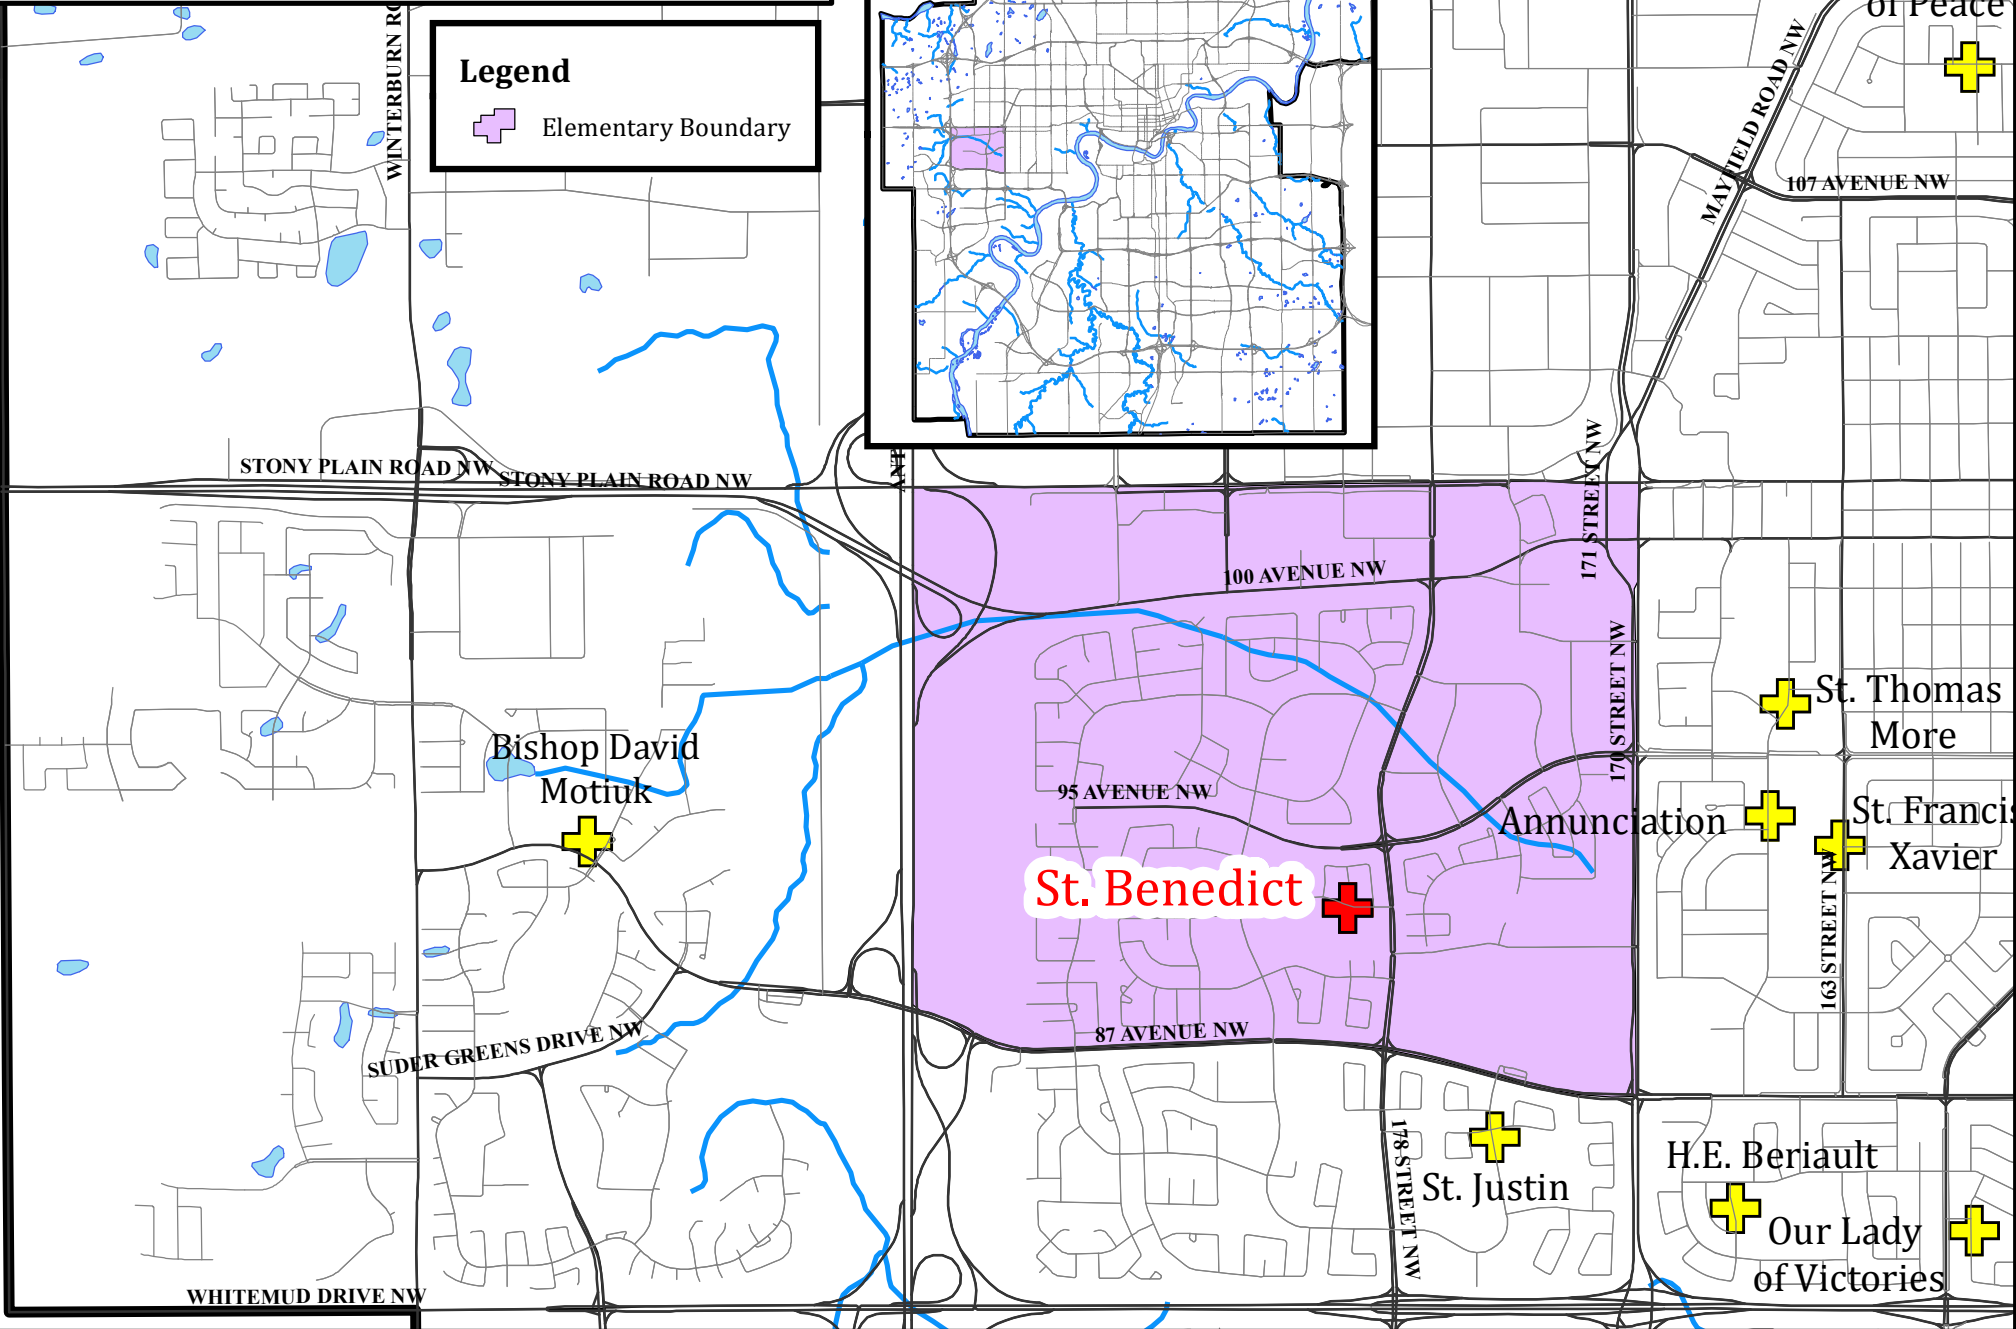 of Peace
WINTERBURN RO
Legend
Elementary Boundary
MAYFIELD ROAD NW
107 AVENUE NW
STONY PLAIN ROAD NW
STONY PLAIN ROAD NW
ANT
171 STREET NW
100 AVENUE NW
170 STREET NW
St. Thomas
More
Bishop David
Motiuk
95 AVENUE NW
Annunciation
St. Francis
Xavier
St. Benedict
163 STREET NW
87 AVENUE NW
SUDER GREENS DRIVE NW
178 STREET NW
St. Justin
H.E. Beriault
Our Lady
of Victories
WHITEMUD DRIVE NW